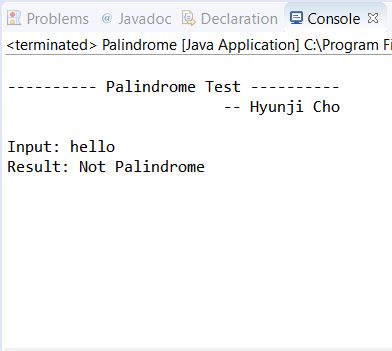 Problems @ Javadoc Declaration Console
<terminated> Palindrome [Java Application] C:\Program Fi
---------- Palindrome Test ----------
-- Hyunji Cho
Input: hello
Result: Not Palindrome